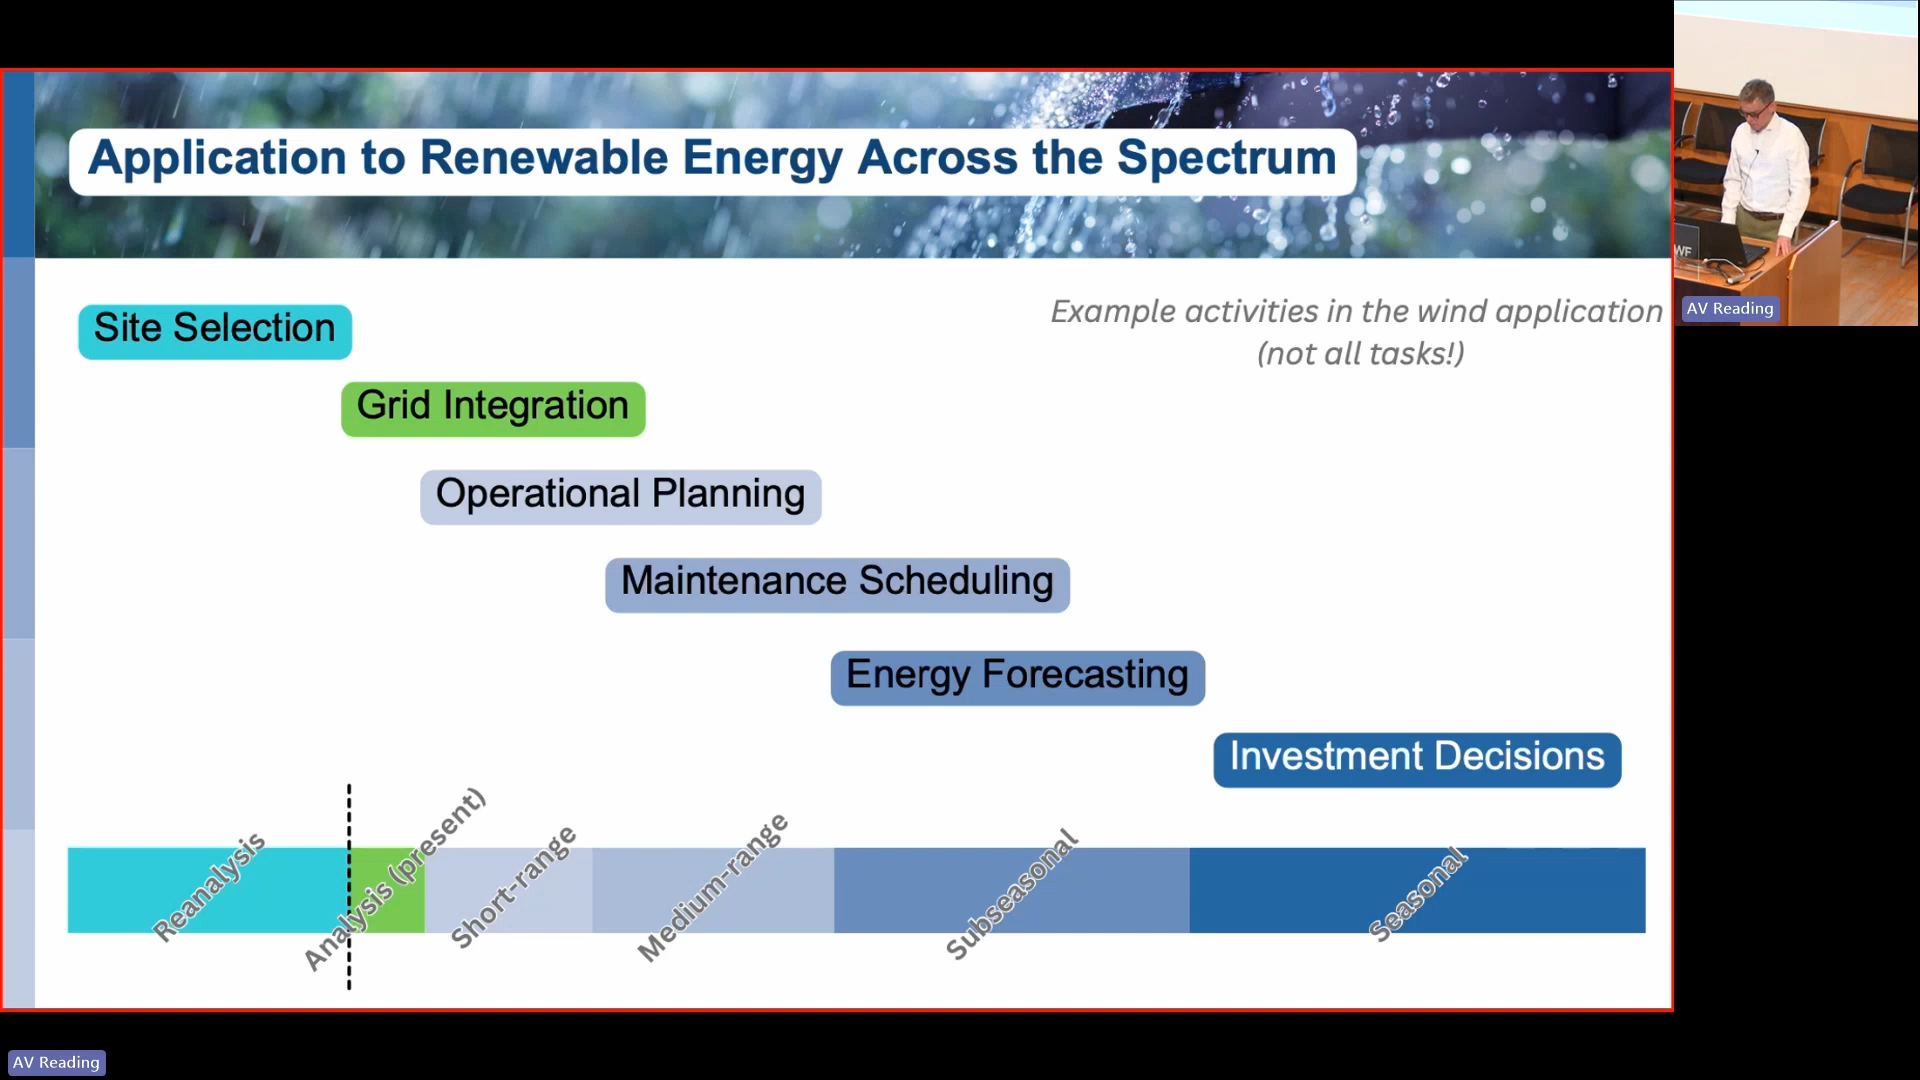 Application to Renewable Energy Across the Spectrum
Example activities in the wind application
(not all tasks!)
Site Selection
Grid Integration
Operational Planning
Maintenance Scheduling
Energy Forecasting
Investment Decisions
Reanalysis
Analysis (present)
Short-range
Medium-range
Subseasonal
Seasonal
WF
AV Reading
AV Reading